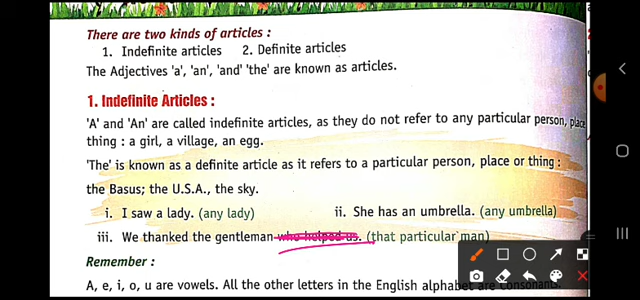 There are two kinds of articles :
1. Indefinite articles 2. Definite articles
The Adjectives 'a', 'an', 'and' 'the' are known as articles.
1. Indefinite Articles :
'A' and 'An' are called indefinite articles, as they do not refer to any particular person, place
thing : a girl, a village, an egg.
'The' is known as a definite article as it refers to a particular person, place or thing :
the Basus; the U.S.A., the sky.
i. I saw a lady. (any lady) ii. She has an umbrella. (any umbrella)
iii. We thanked the gentleman who helped us. (that particular man)
Remember :
A, e, i, o, u are vowels. All the other letters in the English alphabet are consonants.